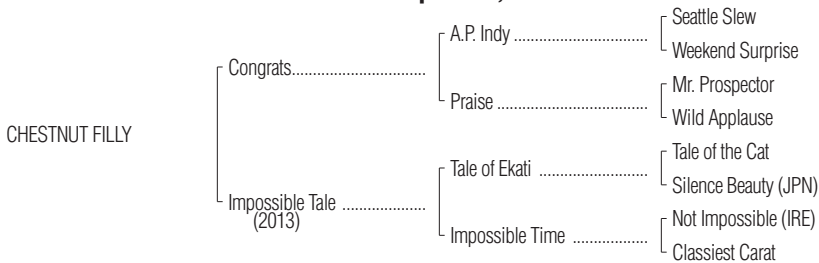 Seattle Slew
A.P. Indy ........................
Weekend Surprise
Congrats..................................
Mr. Prospector
Praise ...........................
Wild Applause
CHESTNUT FILLY
Tale of the Cat
Tale of Ekati ...................
Silence Beauty (JPN)
Impossible Tale .....................
(2013)
Not Impossible (IRE)
Impossible Time .................
Classiest Carat